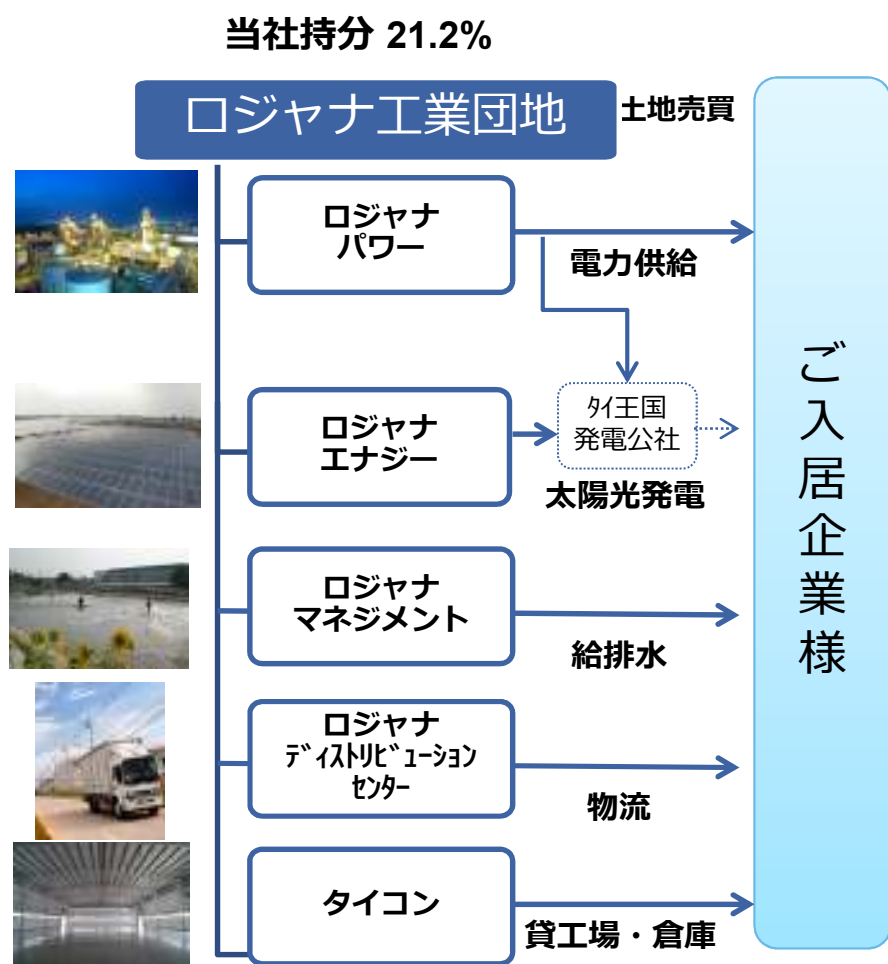 当社持分 21.2%
ロジャナ工業団地
土地売買
ロジャナ
パワー
電力供給
ロジャナ
エナジー
ﾀｲ王国
発電公社
太陽光発電
ロジャナ
マネジメント
給排水
ロジャナ
ﾃﾞｨｽﾄﾘﾋﾞｭｰｼｮﾝ
ｾﾝﾀｰ
物流
タイコン
貸工場・倉庫
ご入居企業様